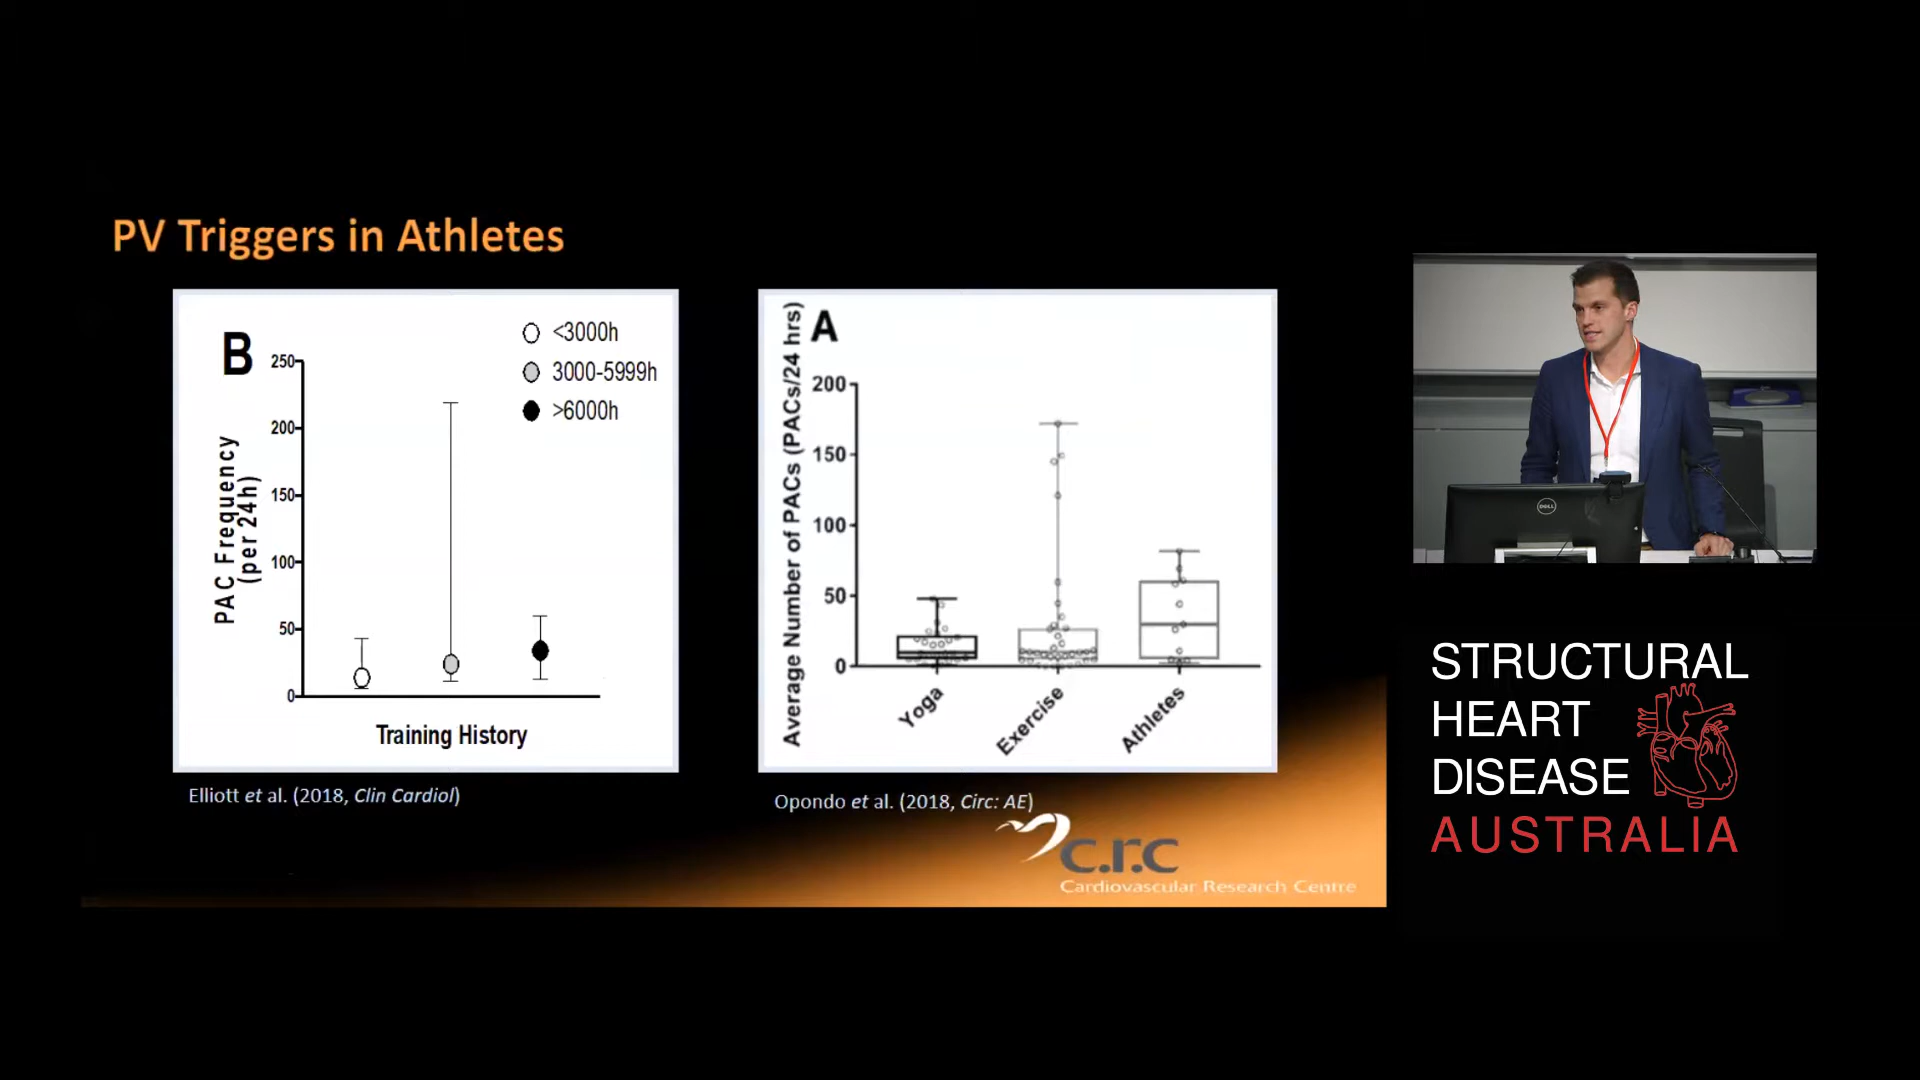 PV Triggers in Athletes
B
<3000h
3000-5999h
>6000h
250
200
150
100
50
0
PAC Frequency
(per 24h)
Training History
Elliott et al. (2018, Clin Cardiol)
A
Average Number of PACs (PACs/24 hrs)
200
150
100
50
0
Yoga
Exercise
Athletes
Opondo et al. (2018, Circ: AE)
c.r.c
Cardiovascular Research Centre
DELL
STRUCTURAL
HEART
DISEASE
AUSTRALIA